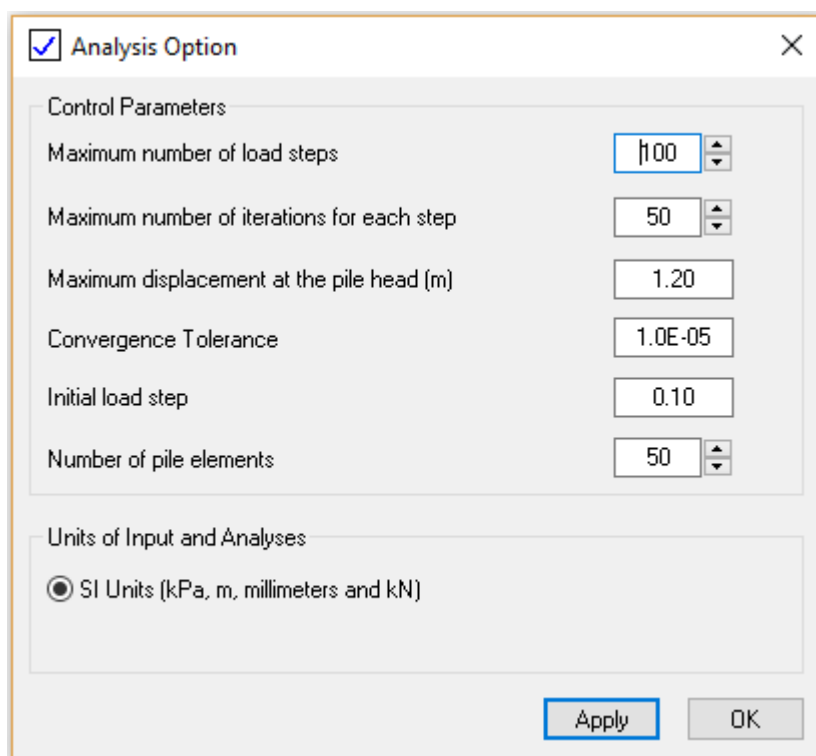 Analysis Option
Control Parameters
Maximum number of load steps 100
Maximum number of iterations for each step 50
Maximum displacement at the pile head (m) 1.20
Convergence Tolerance 1.0E-05
Initial load step 0.10
Number of pile elements 50
Units of Input and Analyses
SI Units (kPa, m, millimeters and kN)
Apply OK